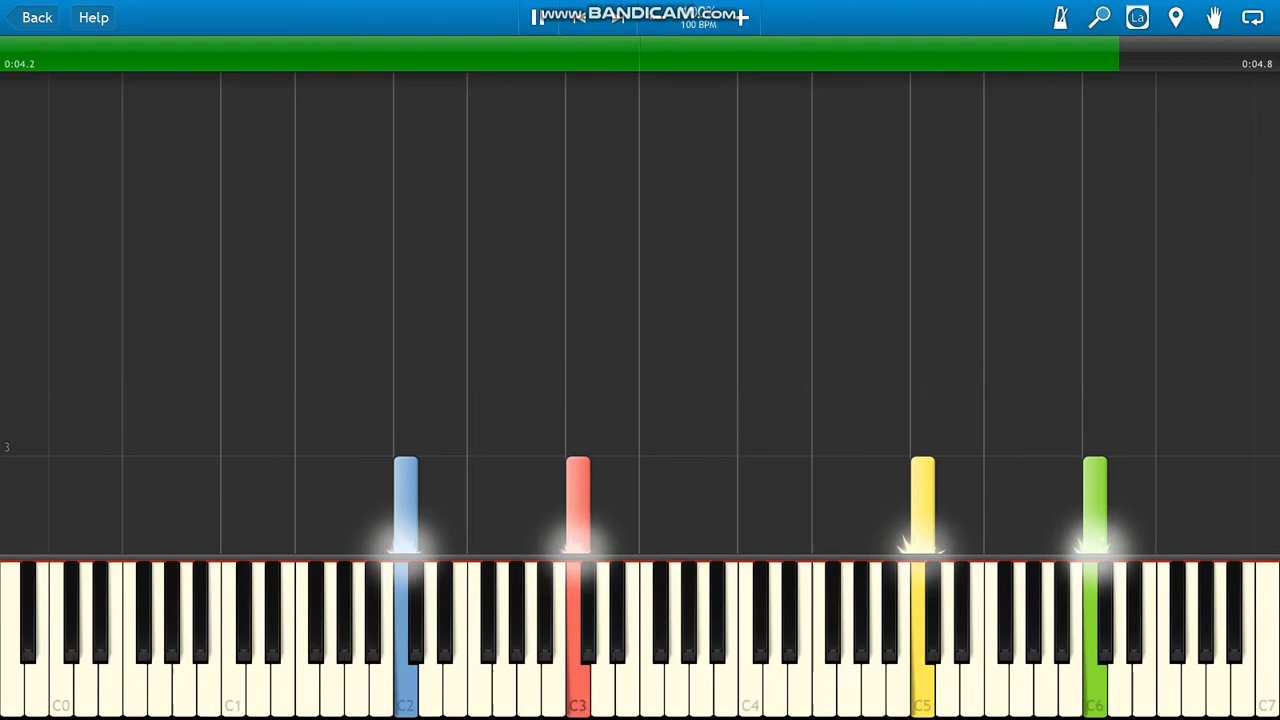 Back Help
www.BANDICAM.com
100 BPM
La
0:04.2 0:04.8
3
C0 C1 C2 C3 C4 C5 C6 C7